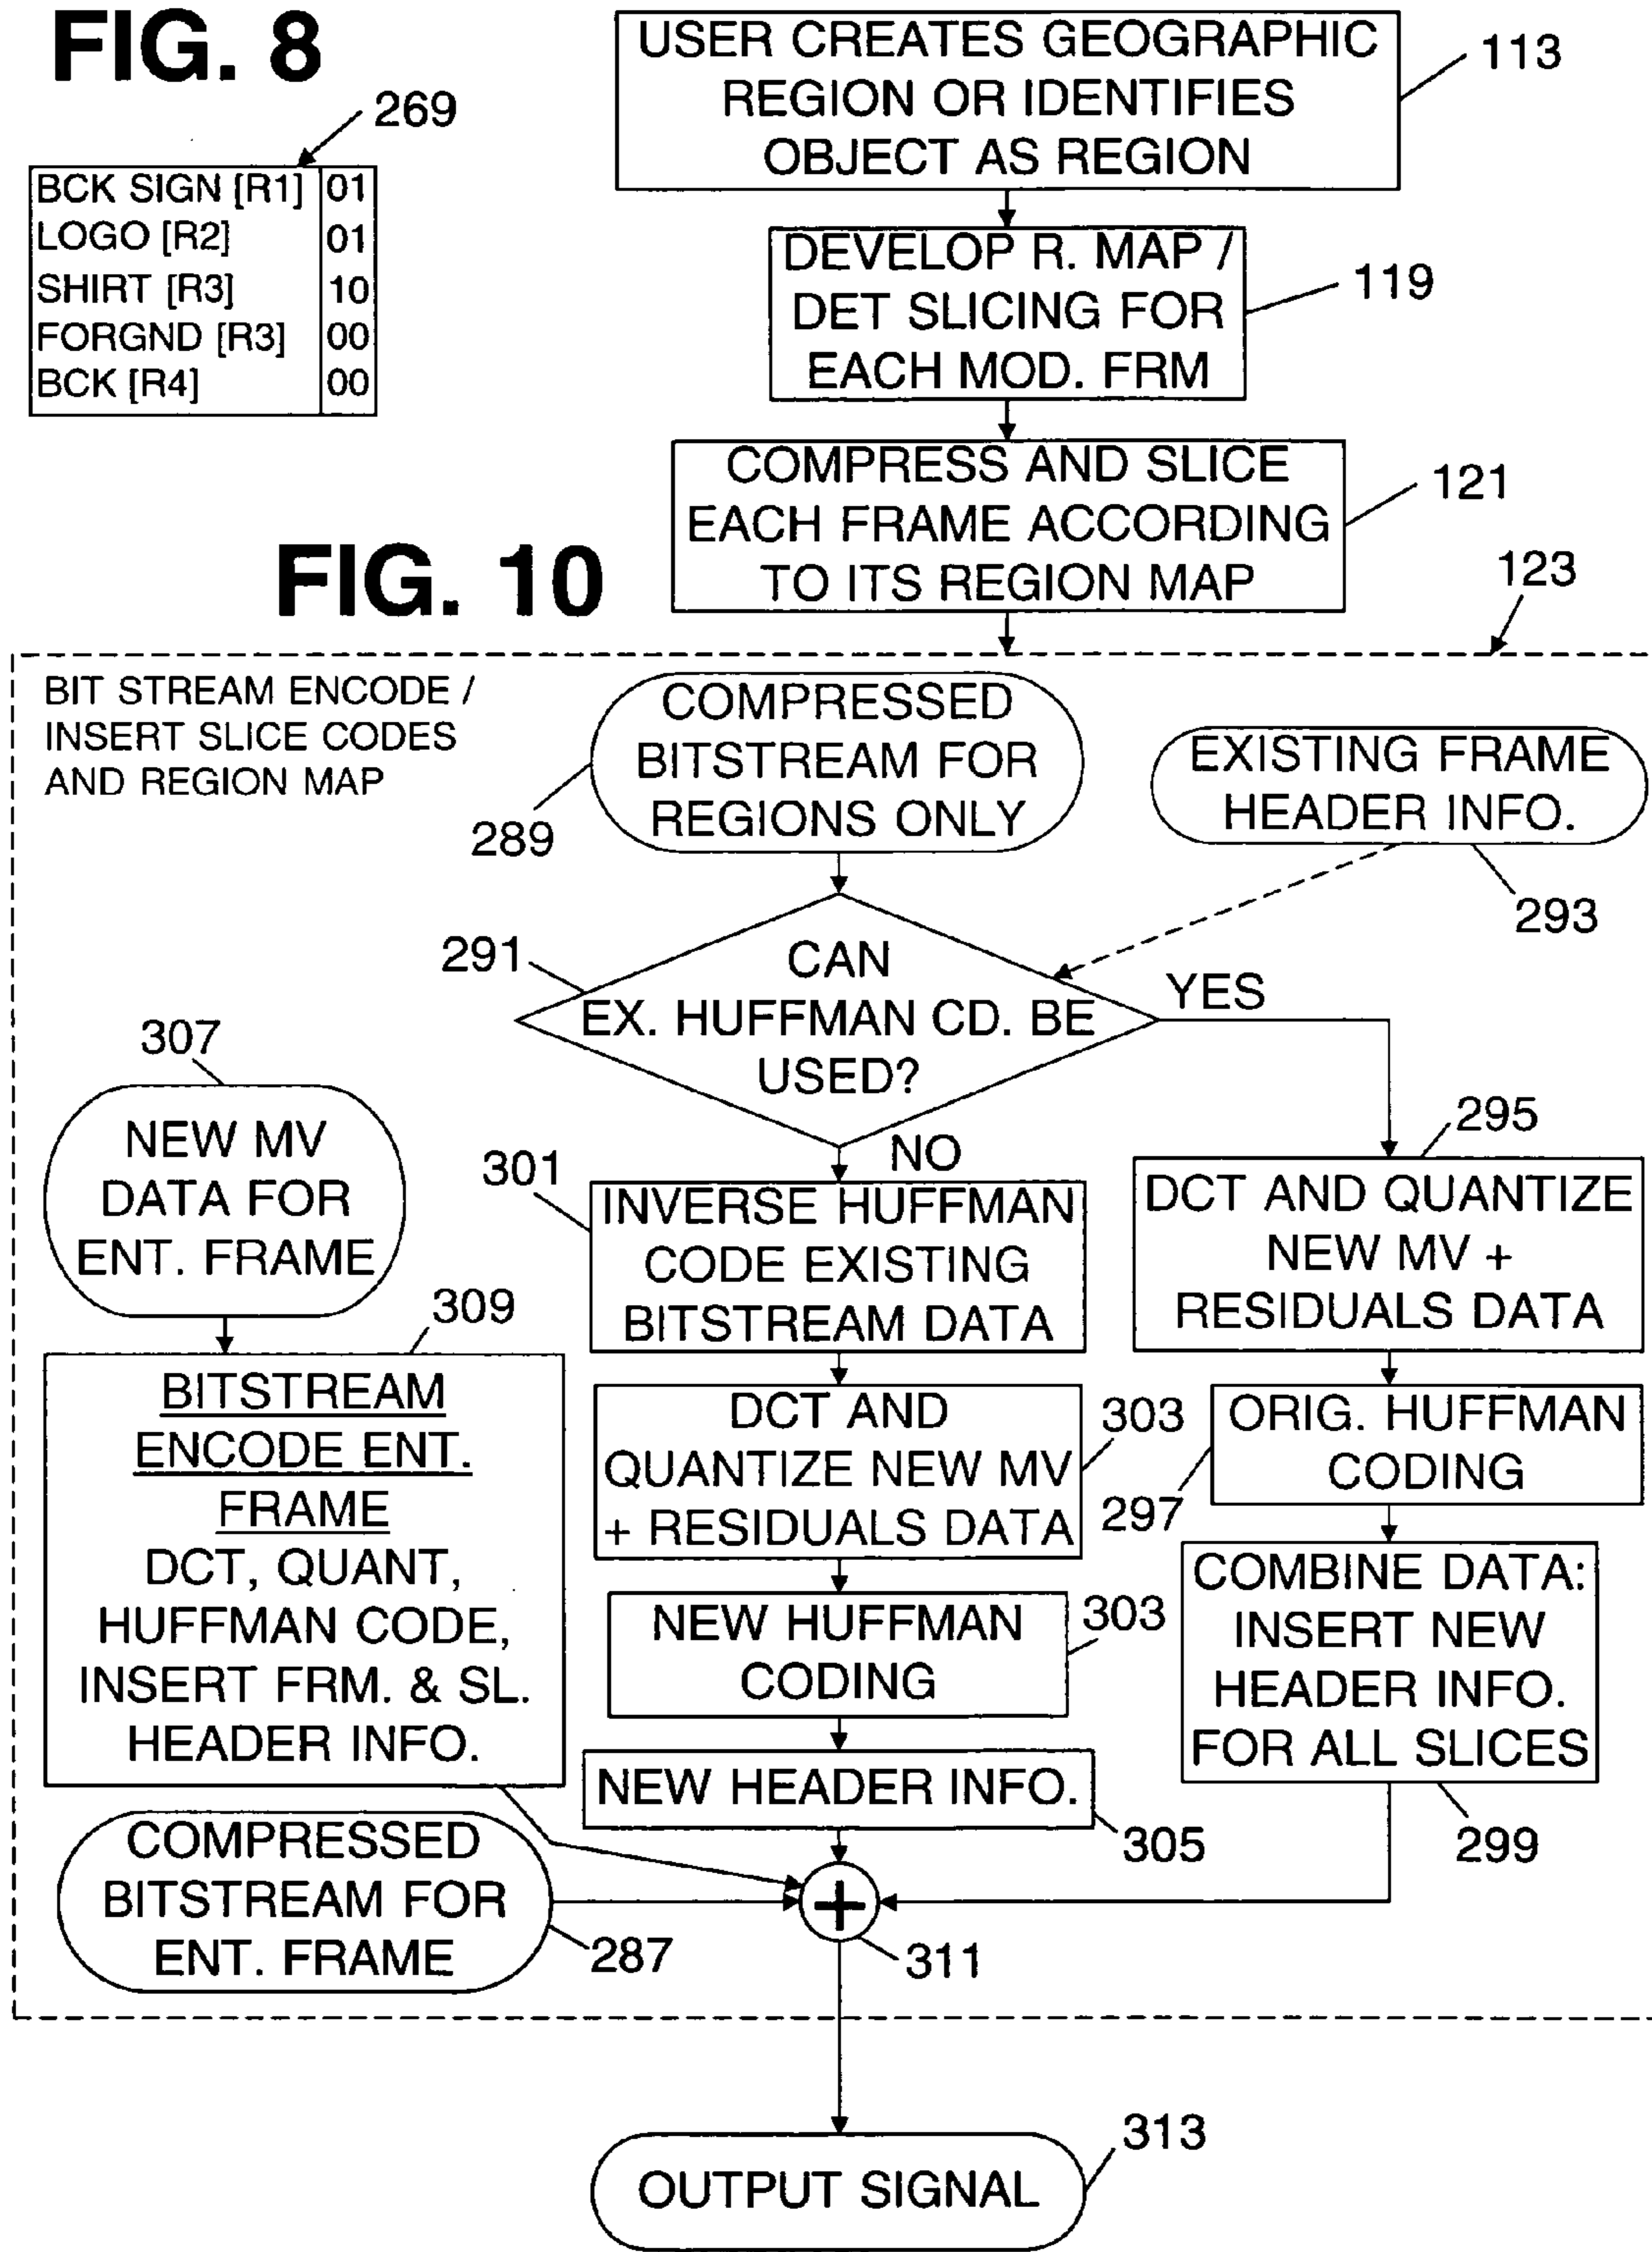 FIG. 8
269
BCK SIGN [R1] 01
LOGO [R2] 01
SHIRT [R3] 10
FORGND [R3] 00
BCK [R4] 00
USER CREATES GEOGRAPHIC
REGION OR IDENTIFIES
OBJECT AS REGION
113
DEVELOP R. MAP /
DET SLICING FOR
EACH MOD. FRM
119
COMPRESS AND SLICE
EACH FRAME ACCORDING
TO ITS REGION MAP
121
FIG. 10
123
BIT STREAM ENCODE /
INSERT SLICE CODES
AND REGION MAP
COMPRESSED
BITSTREAM FOR
REGIONS ONLY
289
EXISTING FRAME
HEADER INFO.
293
291
CAN
EX. HUFFMAN CD. BE
USED?
YES
NO
307
NEW MV
DATA FOR
ENT. FRAME
309
BITSTREAM
ENCODE ENT.
FRAME
DCT, QUANT,
HUFFMAN CODE,
INSERT FRM. & SL.
HEADER INFO.
301
INVERSE HUFFMAN
CODE EXISTING
BITSTREAM DATA
DCT AND
QUANTIZE NEW MV
+ RESIDUALS DATA
303
NEW HUFFMAN
CODING
303
NEW HEADER INFO.
305
295
DCT AND QUANTIZE
NEW MV +
RESIDUALS DATA
ORIG. HUFFMAN
CODING
297
COMBINE DATA:
INSERT NEW
HEADER INFO.
FOR ALL SLICES
299
COMPRESSED
BITSTREAM FOR
ENT. FRAME
287
+
311
OUTPUT SIGNAL
313